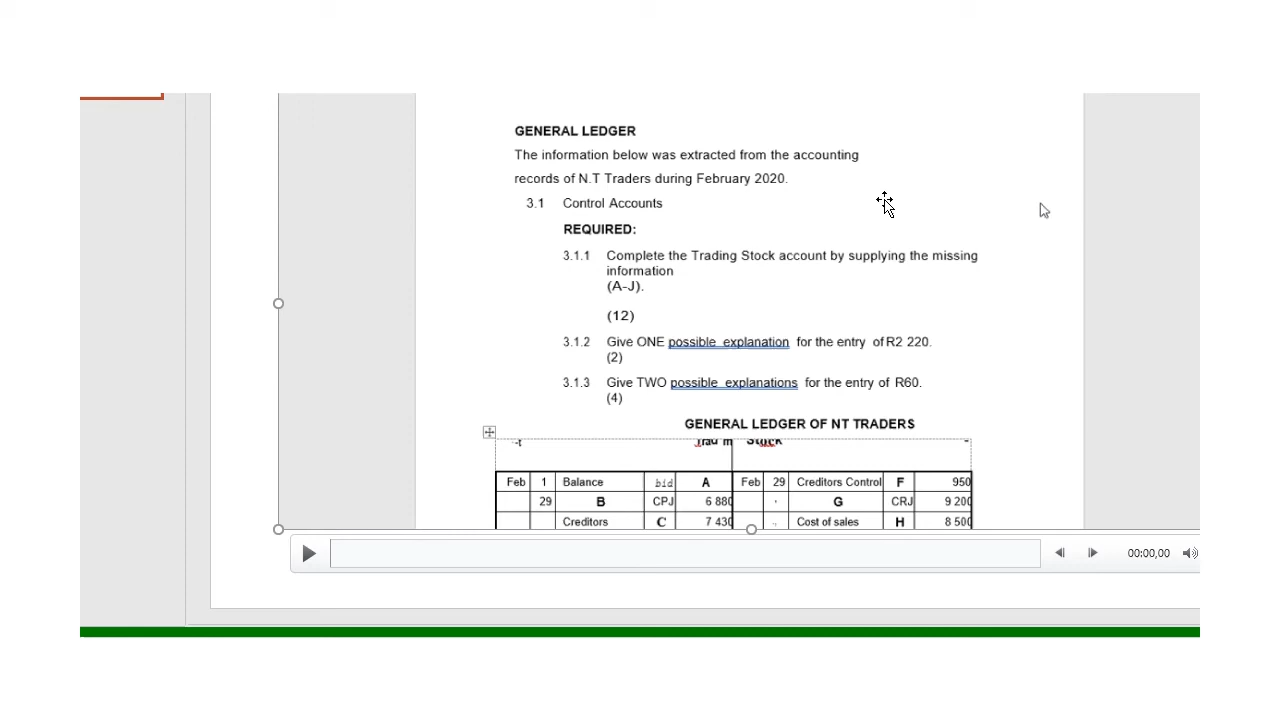 GENERAL LEDGER
The information below was extracted from the accounting
records of N.T Traders during February 2020.
3.1 Control Accounts
REQUIRED:
3.1.1 Complete the Trading Stock account by supplying the missing
information
(A-J).
(12)
3.1.2 Give ONE possible explanation for the entry of R2 220.
(2)
3.1.3 Give TWO possible explanations for the entry of R60.
(4)
GENERAL LEDGER OF NT TRADERS
Stock
Feb 1 Balance b/d A Feb 29 Creditors Control F 950
29 B CPJ 6 880 G CRJ 9 200
Creditors C 7 430 Cost of sales H 8 500
00:00,00